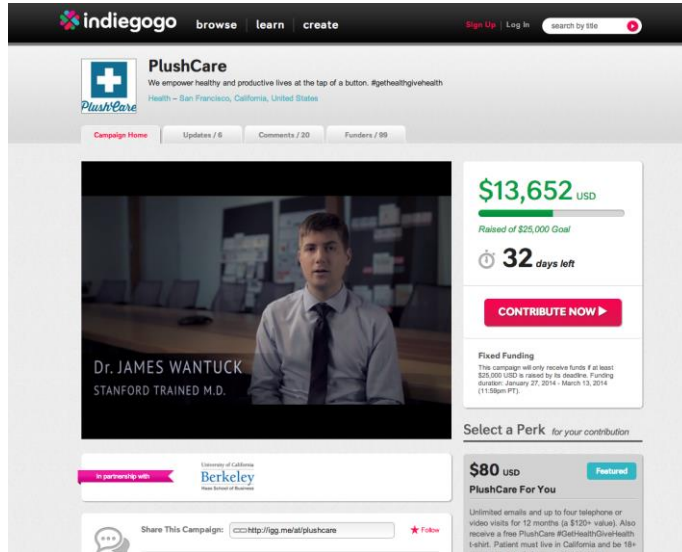 indiegogo browse learn create Sign Up | Log In search by title
PlushCare
PlushCare
We empower healthy and productive lives at the tap of a button. #gethealthgivehealth
Health – San Francisco, California, United States
Campaign Home Updates / 6 Comments / 20 Funders / 99
Dr. JAMES WANTUCK
STANFORD TRAINED M.D.
$13,652 USD
Raised of $25,000 Goal
32 days left
CONTRIBUTE NOW
Fixed Funding
This campaign will only receive funds if at least
$25,000 USD is raised by its deadline. Funding
duration: January 27, 2014 - March 13, 2014
(11:59pm PT).
Select a Perk for your contribution
In partnership with
University of California
Berkeley
Haas School of Business
$80 USD Featured
PlushCare For You
Unlimited emails and up to four telephone or
video visits for 12 months (a $120+ value). Also
receive a free PlushCare #GetHealthGiveHealth
t-shirt. Patient must live in California and be 18+
Share This Campaign: http://igg.me/at/plushcare Follow